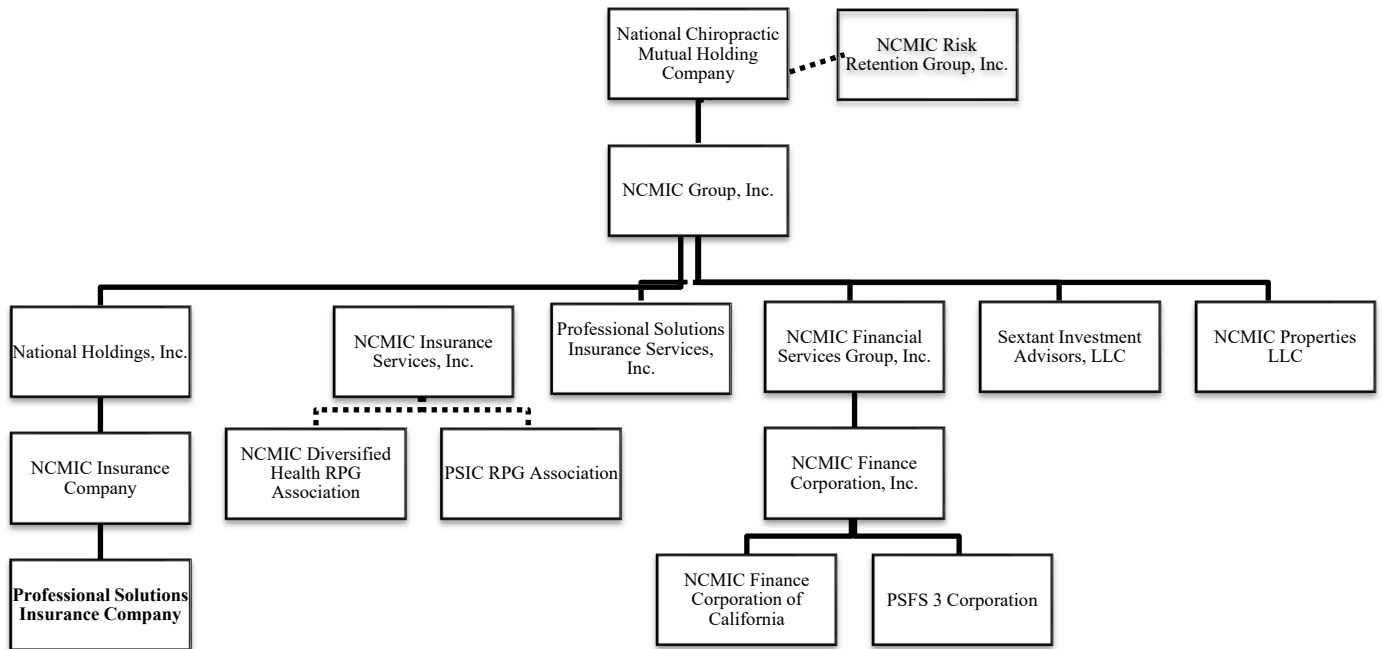 National Chiropractic
Mutual Holding
Company
NCMIC Risk
Retention Group, Inc.
NCMIC Group, Inc.
National Holdings, Inc.
NCMIC Insurance
Services, Inc.
Professional Solutions
Insurance Services,
Inc.
NCMIC Financial
Services Group, Inc.
Sextant Investment
Advisors, LLC
NCMIC Properties
LLC
NCMIC Insurance
Company
NCMIC Diversified
Health RPG
Association
PSIC RPG Association
NCMIC Finance
Corporation, Inc.
Professional Solutions
Insurance Company
NCMIC Finance
Corporation of
California
PSFS 3 Corporation